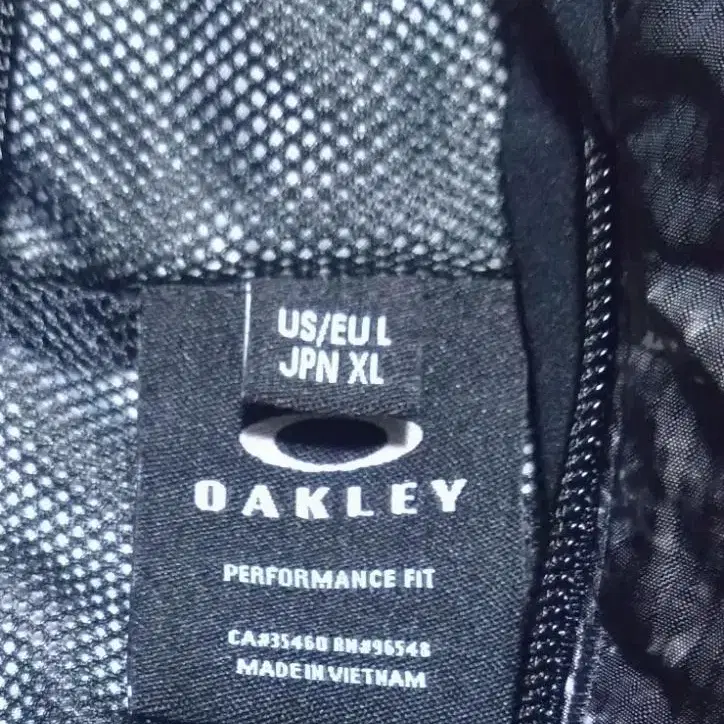 US/EU L
JPN XL
OAKLEY
PERFORMANCE FIT
CA#35460 RN#96548
MADE IN VIETNAM